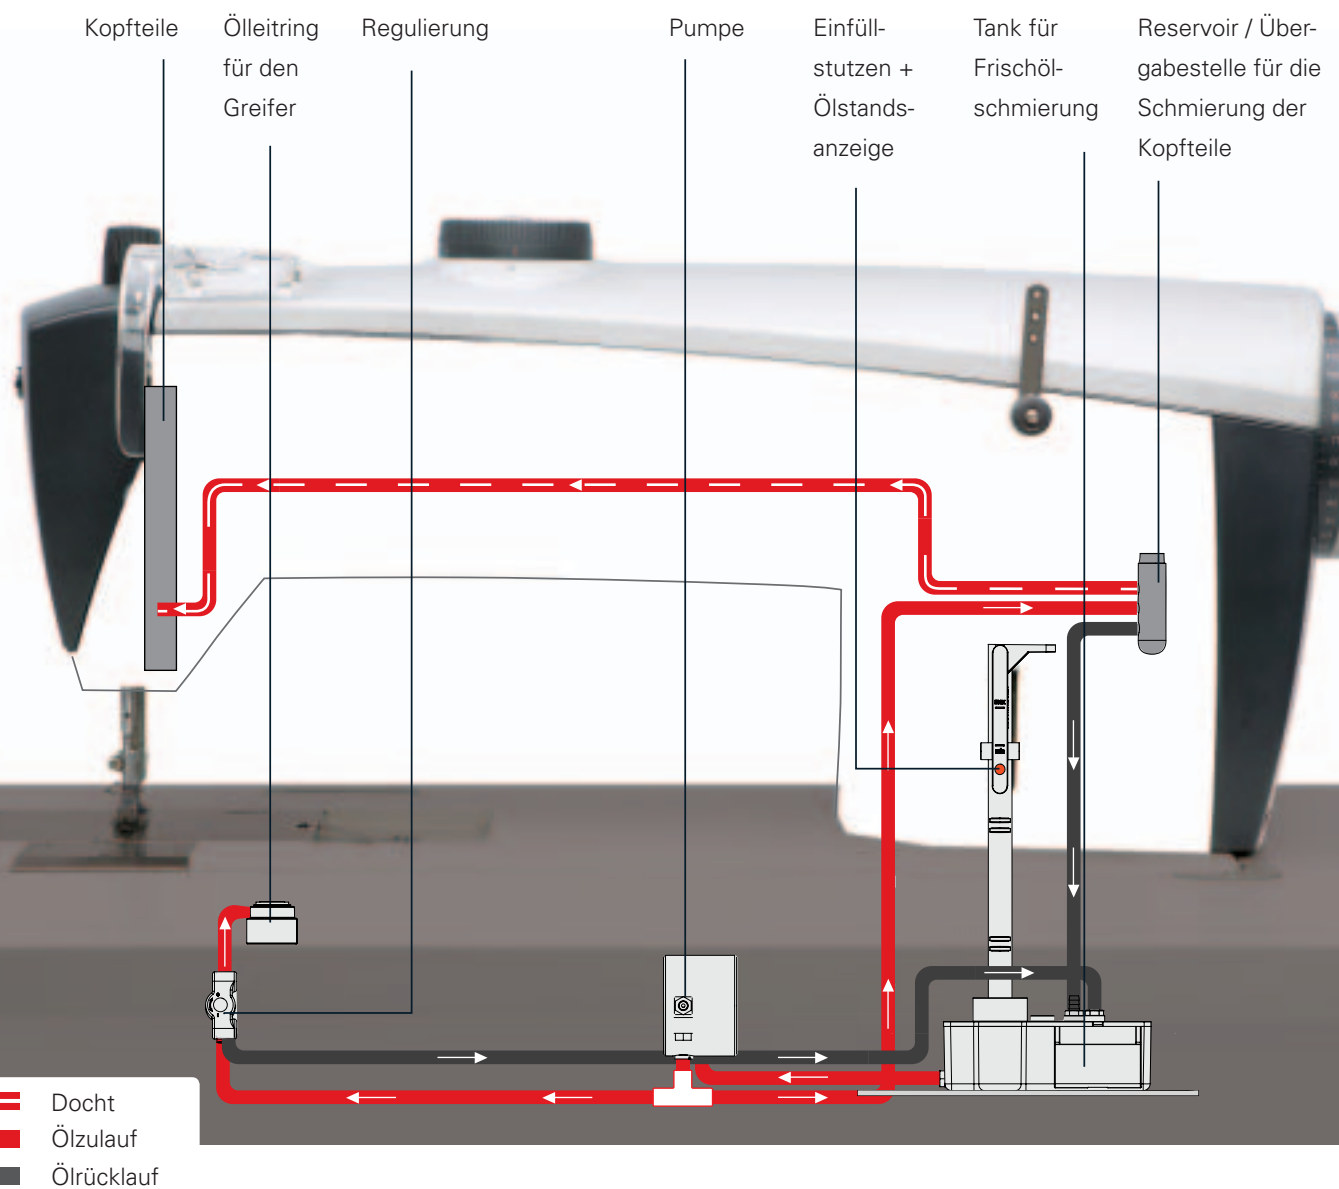 Kopfteile
Ölleitring
für den
Greifer
Regulierung
Pumpe
Einfüll-
stutzen +
Ölstands-
anzeige
Tank für
Frischöl-
schmierung
Reservoir / Über-
gabestelle für die
Schmierung der
Kopfteile
Docht
Ölzulauf
Ölrücklauf